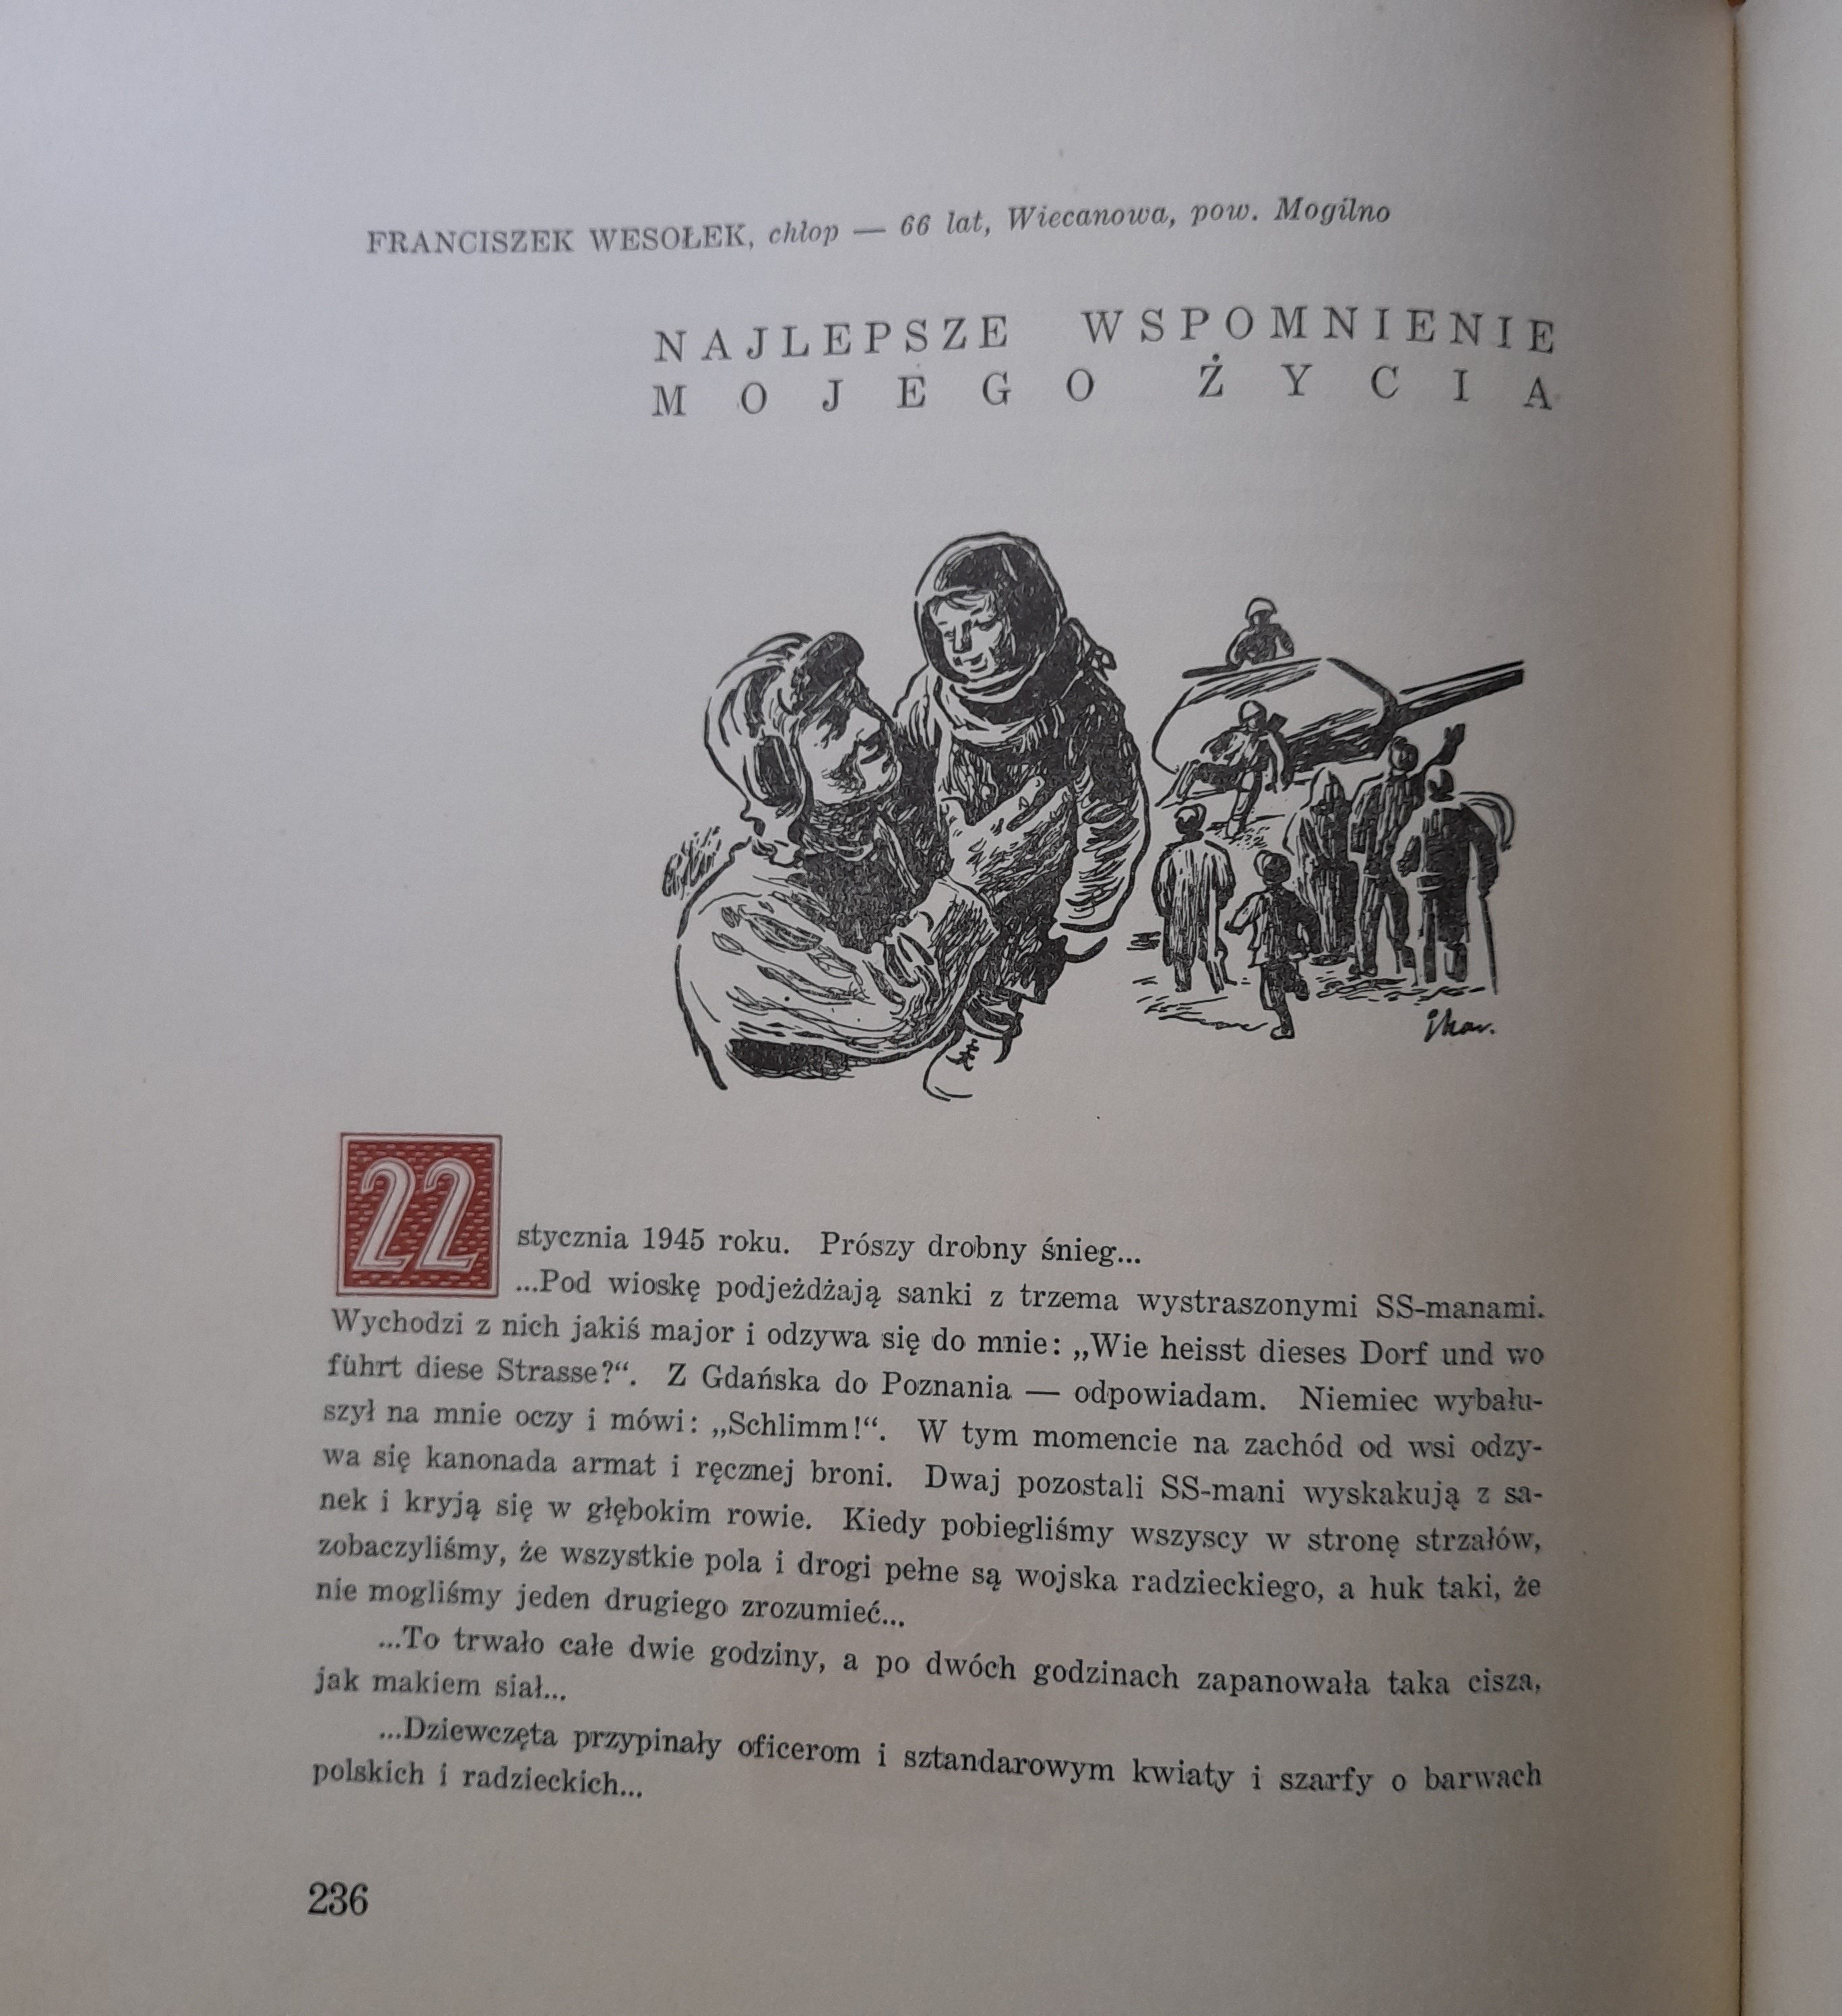 FRANCISZEK WESOŁEK, chłop — 66 lat, Wiecanowa, pow. Mogilno
NAJLEPSZE WSPOMNIENIE
MOJEGO ŻYCIA
22 stycznia 1945 roku. Prószy drobny śnieg...
...Pod wioskę podjeżdżają sanki z trzema wystraszonymi SS-manami.
Wychodzi z nich jakiś major i odzywa się do mnie: „Wie heisst dieses Dorf und wo
führt diese Strasse?“. Z Gdańska do Poznania — odpowiadam. Niemiec wybału-
szył na mnie oczy i mówi: „Schlimm!“. W tym momencie na zachód od wsi odzy-
wa się kanonada armat i ręcznej broni. Dwaj pozostali SS-mani wyskakują z sa-
nek i kryją się w głębokim rowie. Kiedy pobiegliśmy wszyscy w stronę strzałów,
zobaczyliśmy, że wszystkie pola i drogi pełne są wojska radzieckiego, a huk taki, że
nie mogliśmy jeden drugiego zrozumieć...
...To trwało całe dwie godziny, a po dwóch godzinach zapanowała taka cisza,
jak makiem siał...
...Dziewczęta przypinały oficerom i sztandarowym kwiaty i szarfy o barwach
polskich i radzieckich...
236